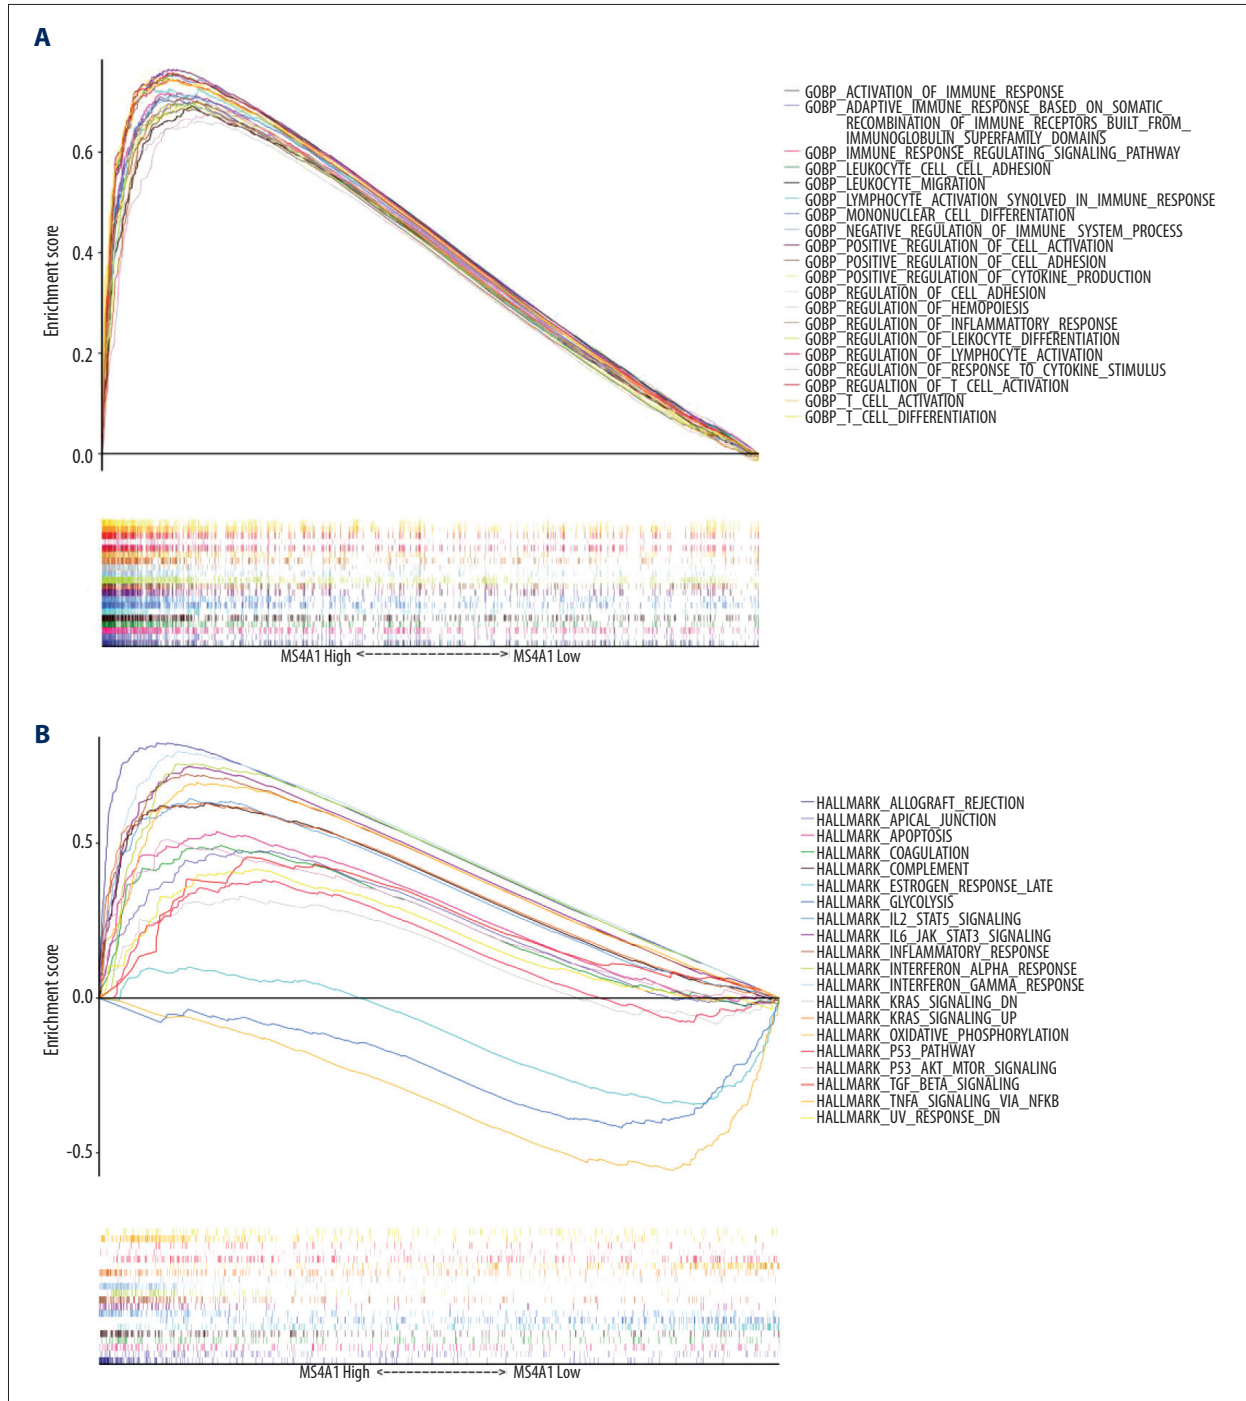 A
Enrichment score
0.6
0.4
0.2
0.0
GOBP_ACTIVATION_OF_IMMUNE_RESPONSE
GOBP_ADAPTIVE_IMMUNE_RESPONSE_BASED_ON_SOMATIC_
RECOMBINATION_OF_IMMUNE_RECEPTORS_BUILT_FROM_
IMMUNOGLOBULIN_SUPERFAMILY_DOMAINS
GOBP_IMMUNE_RESPONSE_REGULATING_SIGNALING_PATHWAY
GOBP_LEUKOCYTE_CELL_CELL_ADHESION
GOBP_LEUKOCYTE_MIGRATION
GOBP_LYMPHOCYTE_ACTIVATION_SYNOLVED_IN_IMMUNE_RESPONSE
GOBP_MONONUCLEAR_CELL_DIFFERENTATION
GOBP_NEGATIVE_REGULATION_OF_IMMUNE_SYSTEM_PROCESS
GOBP_POSITIVE_REGULATION_OF_CELL_ACTIVATION
GOBP_POSITIVE_REGULATION_OF_CELL_ADHESION
GOBP_POSITIVE_REGULATION_OF_CYTOKINE_PRODUCTION
GOBP_REGULATION_OF_CELL_ADHESION
GOBP_REGULATION_OF_HEMOPOIESIS
GOBP_REGULATION_OF_INFLAMMATTORY_RESPONSE
GOBP_REGULATION_OF_LEIKOCYTE_DIFFERENTIATION
GOBP_REGULATION_OF_LYMPHOCYTE_ACTIVATION
GOBP_REGULATION_OF_RESPONSE_TO_CYTOKINE_STIMULUS
GOBP_REGUALTION_OF_T_CELL_ACTIVATION
GOBP_T_CELL_ACTIVATION
GOBP_T_CELL_DIFFERENTIATION
MS4A1 High <--------------> MS4A1 Low
B
Enrichment score
0.5
0.0
-0.5
HALLMARK_ALLOGRAFT_REJECTION
HALLMARK_APICAL_JUNCTION
HALLMARK_APOPTOSIS
HALLMARK_COAGULATION
HALLMARK_COMPLEMENT
HALLMARK_ESTROGEN_RESPONSE_LATE
HALLMARK_GLYCOLYSIS
HALLMARK_IL2_STAT5_SIGNALING
HALLMARK_IL6_JAK_STAT3_SIGNALING
HALLMARK_INFLAMMATORY_RESPONSE
HALLMARK_INTERFERON_ALPHA_RESPONSE
HALLMARK_INTERFERON_GAMMA_RESPONSE
HALLMARK_KRAS_SIGNALING_DN
HALLMARK_KRAS_SIGNALING_UP
HALLMARK_OXIDATIVE_PHOSPHORYLATION
HALLMARK_P53_PATHWAY
HALLMARK_P53_AKT_MTOR_SIGNALING
HALLMARK_TGF_BETA_SIGNALING
HALLMARK_TNFA_SIGNALING_VIA_NFKB
HALLMARK_UV_RESPONSE_DN
MS4A1 High <--------------> MS4A1 Low